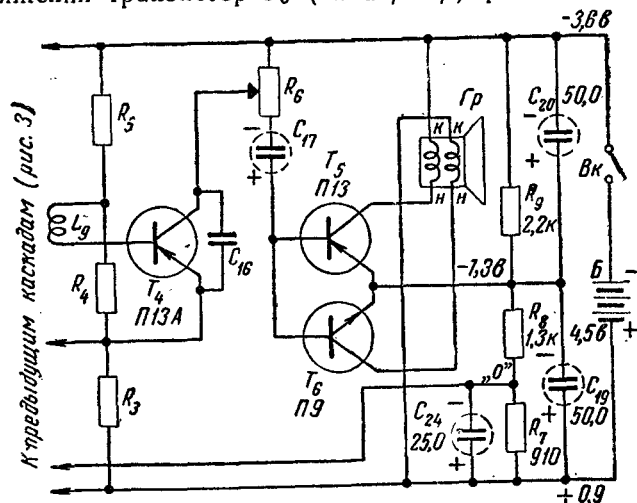 -3,6в
R5
R6
C17
-
+
Гр
К
К
Н
Н
C20
50,0
-
+
Вк
К предыдущим каскадам (рис. 3)
L9
T4
П13А
C16
T5
П13
R9
2,2к
-1,3в
Б
-
+
4,5в
R4
T6
П9
R8
1,3к
„0"
R3
C24
25,0
-
+
R7
910
C19
50,0
-
+
+0,9